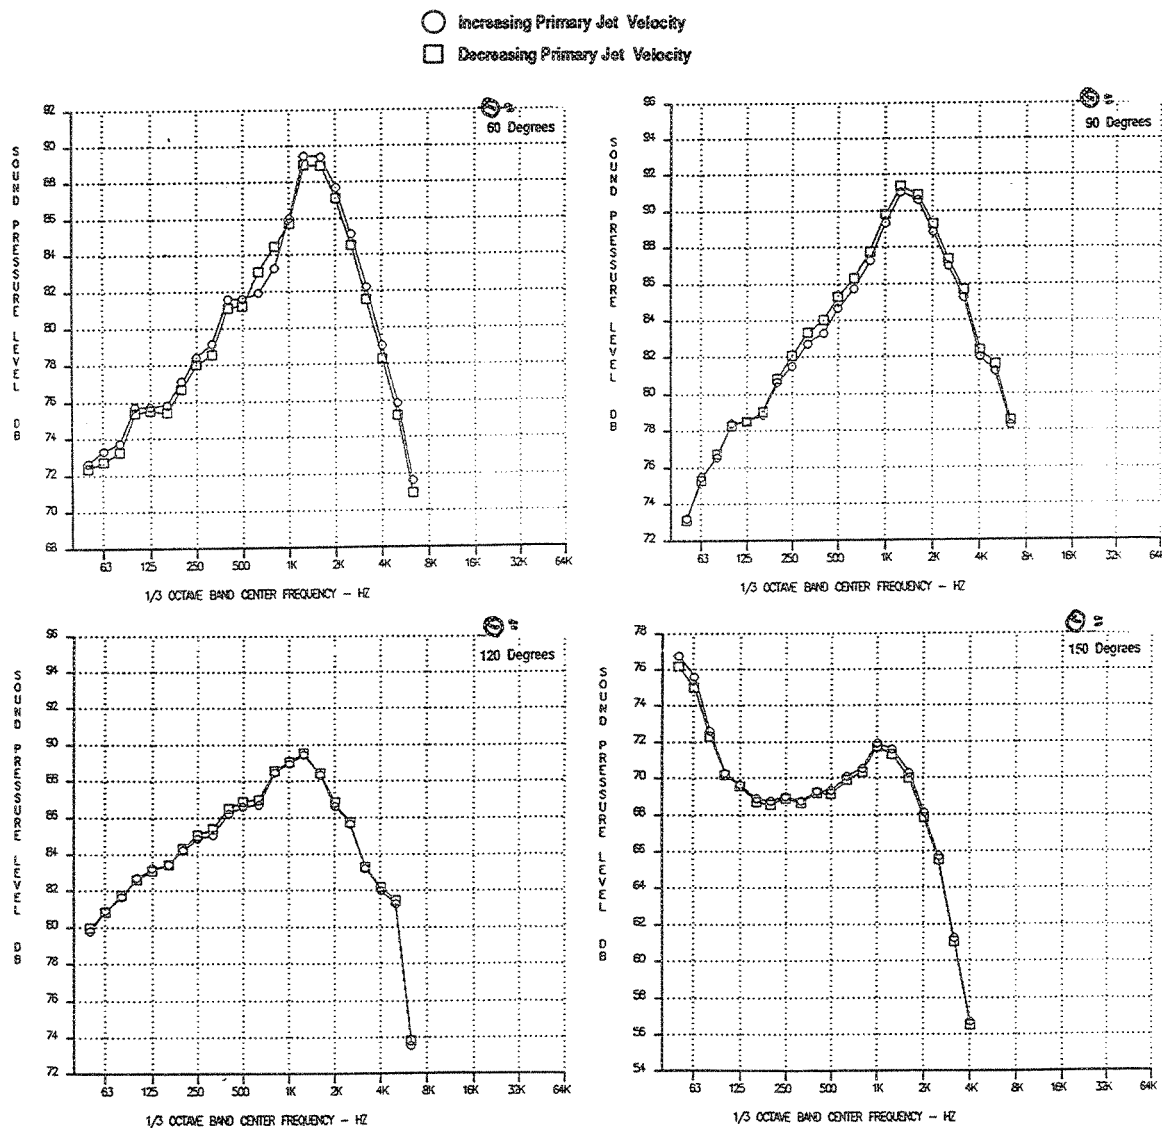 Increasing Primary Jet Velocity
Decreasing Primary Jet Velocity
60 Degrees
SOUND PRESSURE LEVEL DB
92
90
88
86
84
82
80
78
76
74
72
70
68
63 125 250 500 1K 2K 4K 8K 16K 32K 64K
1/3 OCTAVE BAND CENTER FREQUENCY - HZ
90 Degrees
SOUND PRESSURE LEVEL DB
96
94
92
90
88
86
84
82
80
78
76
74
72
63 125 250 500 1K 2K 4K 8K 16K 32K 64K
1/3 OCTAVE BAND CENTER FREQUENCY - HZ
120 Degrees
SOUND PRESSURE LEVEL DB
96
94
92
90
88
86
84
82
80
78
76
74
72
63 125 250 500 1K 2K 4K 8K 16K 32K 64K
1/3 OCTAVE BAND CENTER FREQUENCY - HZ
150 Degrees
SOUND PRESSURE LEVEL DB
78
76
74
72
70
68
66
64
62
60
58
56
54
63 125 250 500 1K 2K 4K 8K 16K 32K 64K
1/3 OCTAVE BAND CENTER FREQUENCY - HZ